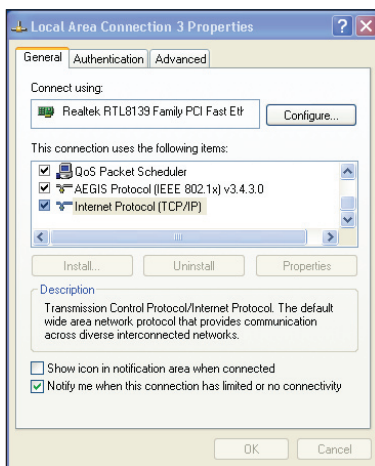 Local Area Connection 3 Properties
General Authentication Advanced
Connect using:
Realtek RTL8139 Family PCI Fast Eth
Configure...
This connection uses the following items:
QoS Packet Scheduler
AEGIS Protocol (IEEE 802.1x) v3.4.3.0
Internet Protocol (TCP/IP)
Install... Uninstall Properties
Description
Transmission Control Protocol/Internet Protocol. The default
wide area network protocol that provides communication
across diverse interconnected networks.
Show icon in notification area when connected
Notify me when this connection has limited or no connectivity
OK Cancel